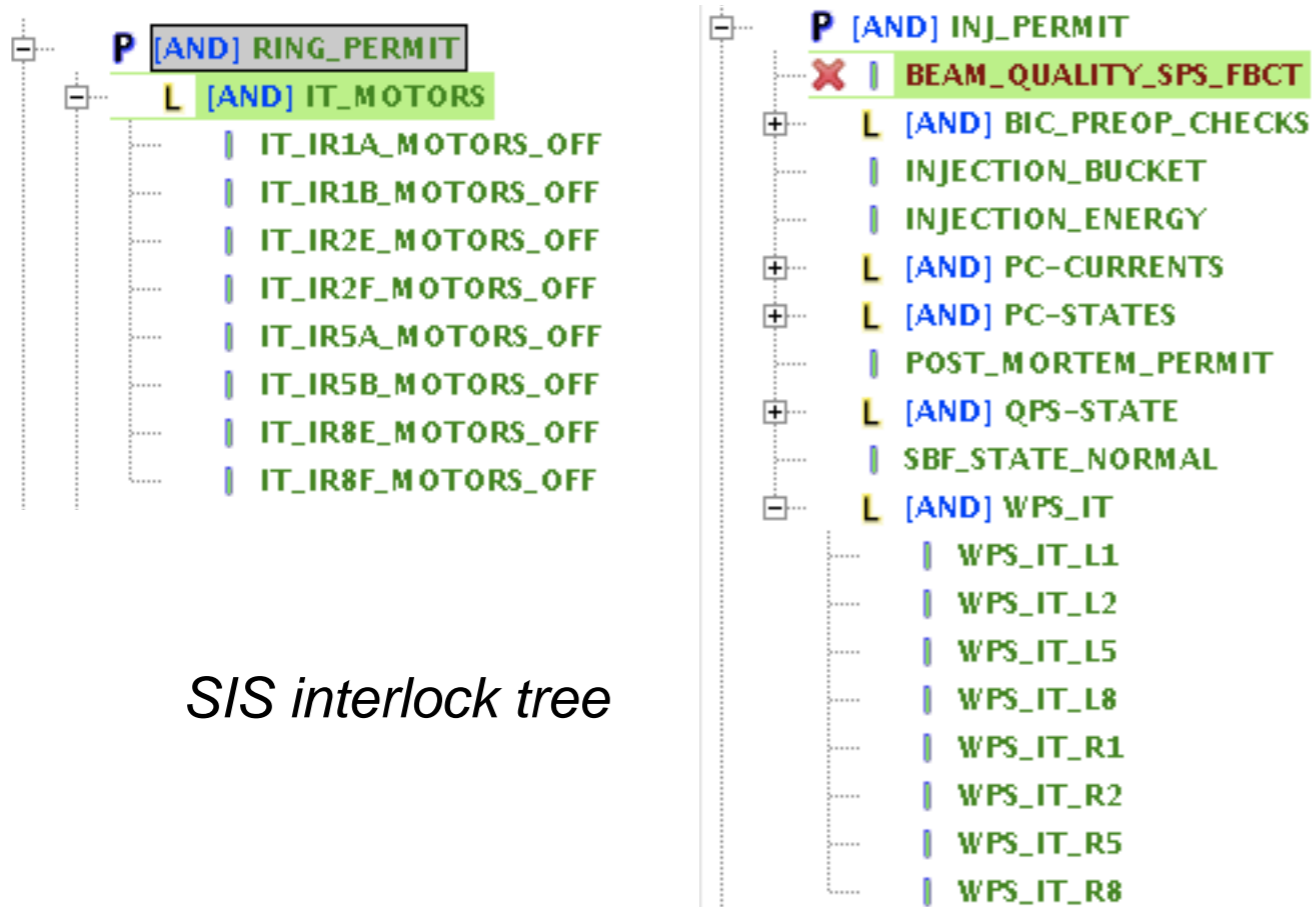 P [AND] RING_PERMIT
L [AND] IT_MOTORS
IT_IR1A_MOTORS_OFF
IT_IR1B_MOTORS_OFF
IT_IR2E_MOTORS_OFF
IT_IR2F_MOTORS_OFF
IT_IR5A_MOTORS_OFF
IT_IR5B_MOTORS_OFF
IT_IR8E_MOTORS_OFF
IT_IR8F_MOTORS_OFF
SIS interlock tree
P [AND] INJ_PERMIT
BEAM_QUALITY_SPS_FBCT
L [AND] BIC_PREOP_CHECKS
INJECTION_BUCKET
INJECTION_ENERGY
L [AND] PC-CURRENTS
L [AND] PC-STATES
POST_MORTEM_PERMIT
L [AND] QPS-STATE
SBF_STATE_NORMAL
L [AND] WPS_IT
WPS_IT_L1
WPS_IT_L2
WPS_IT_L5
WPS_IT_L8
WPS_IT_R1
WPS_IT_R2
WPS_IT_R5
WPS_IT_R8